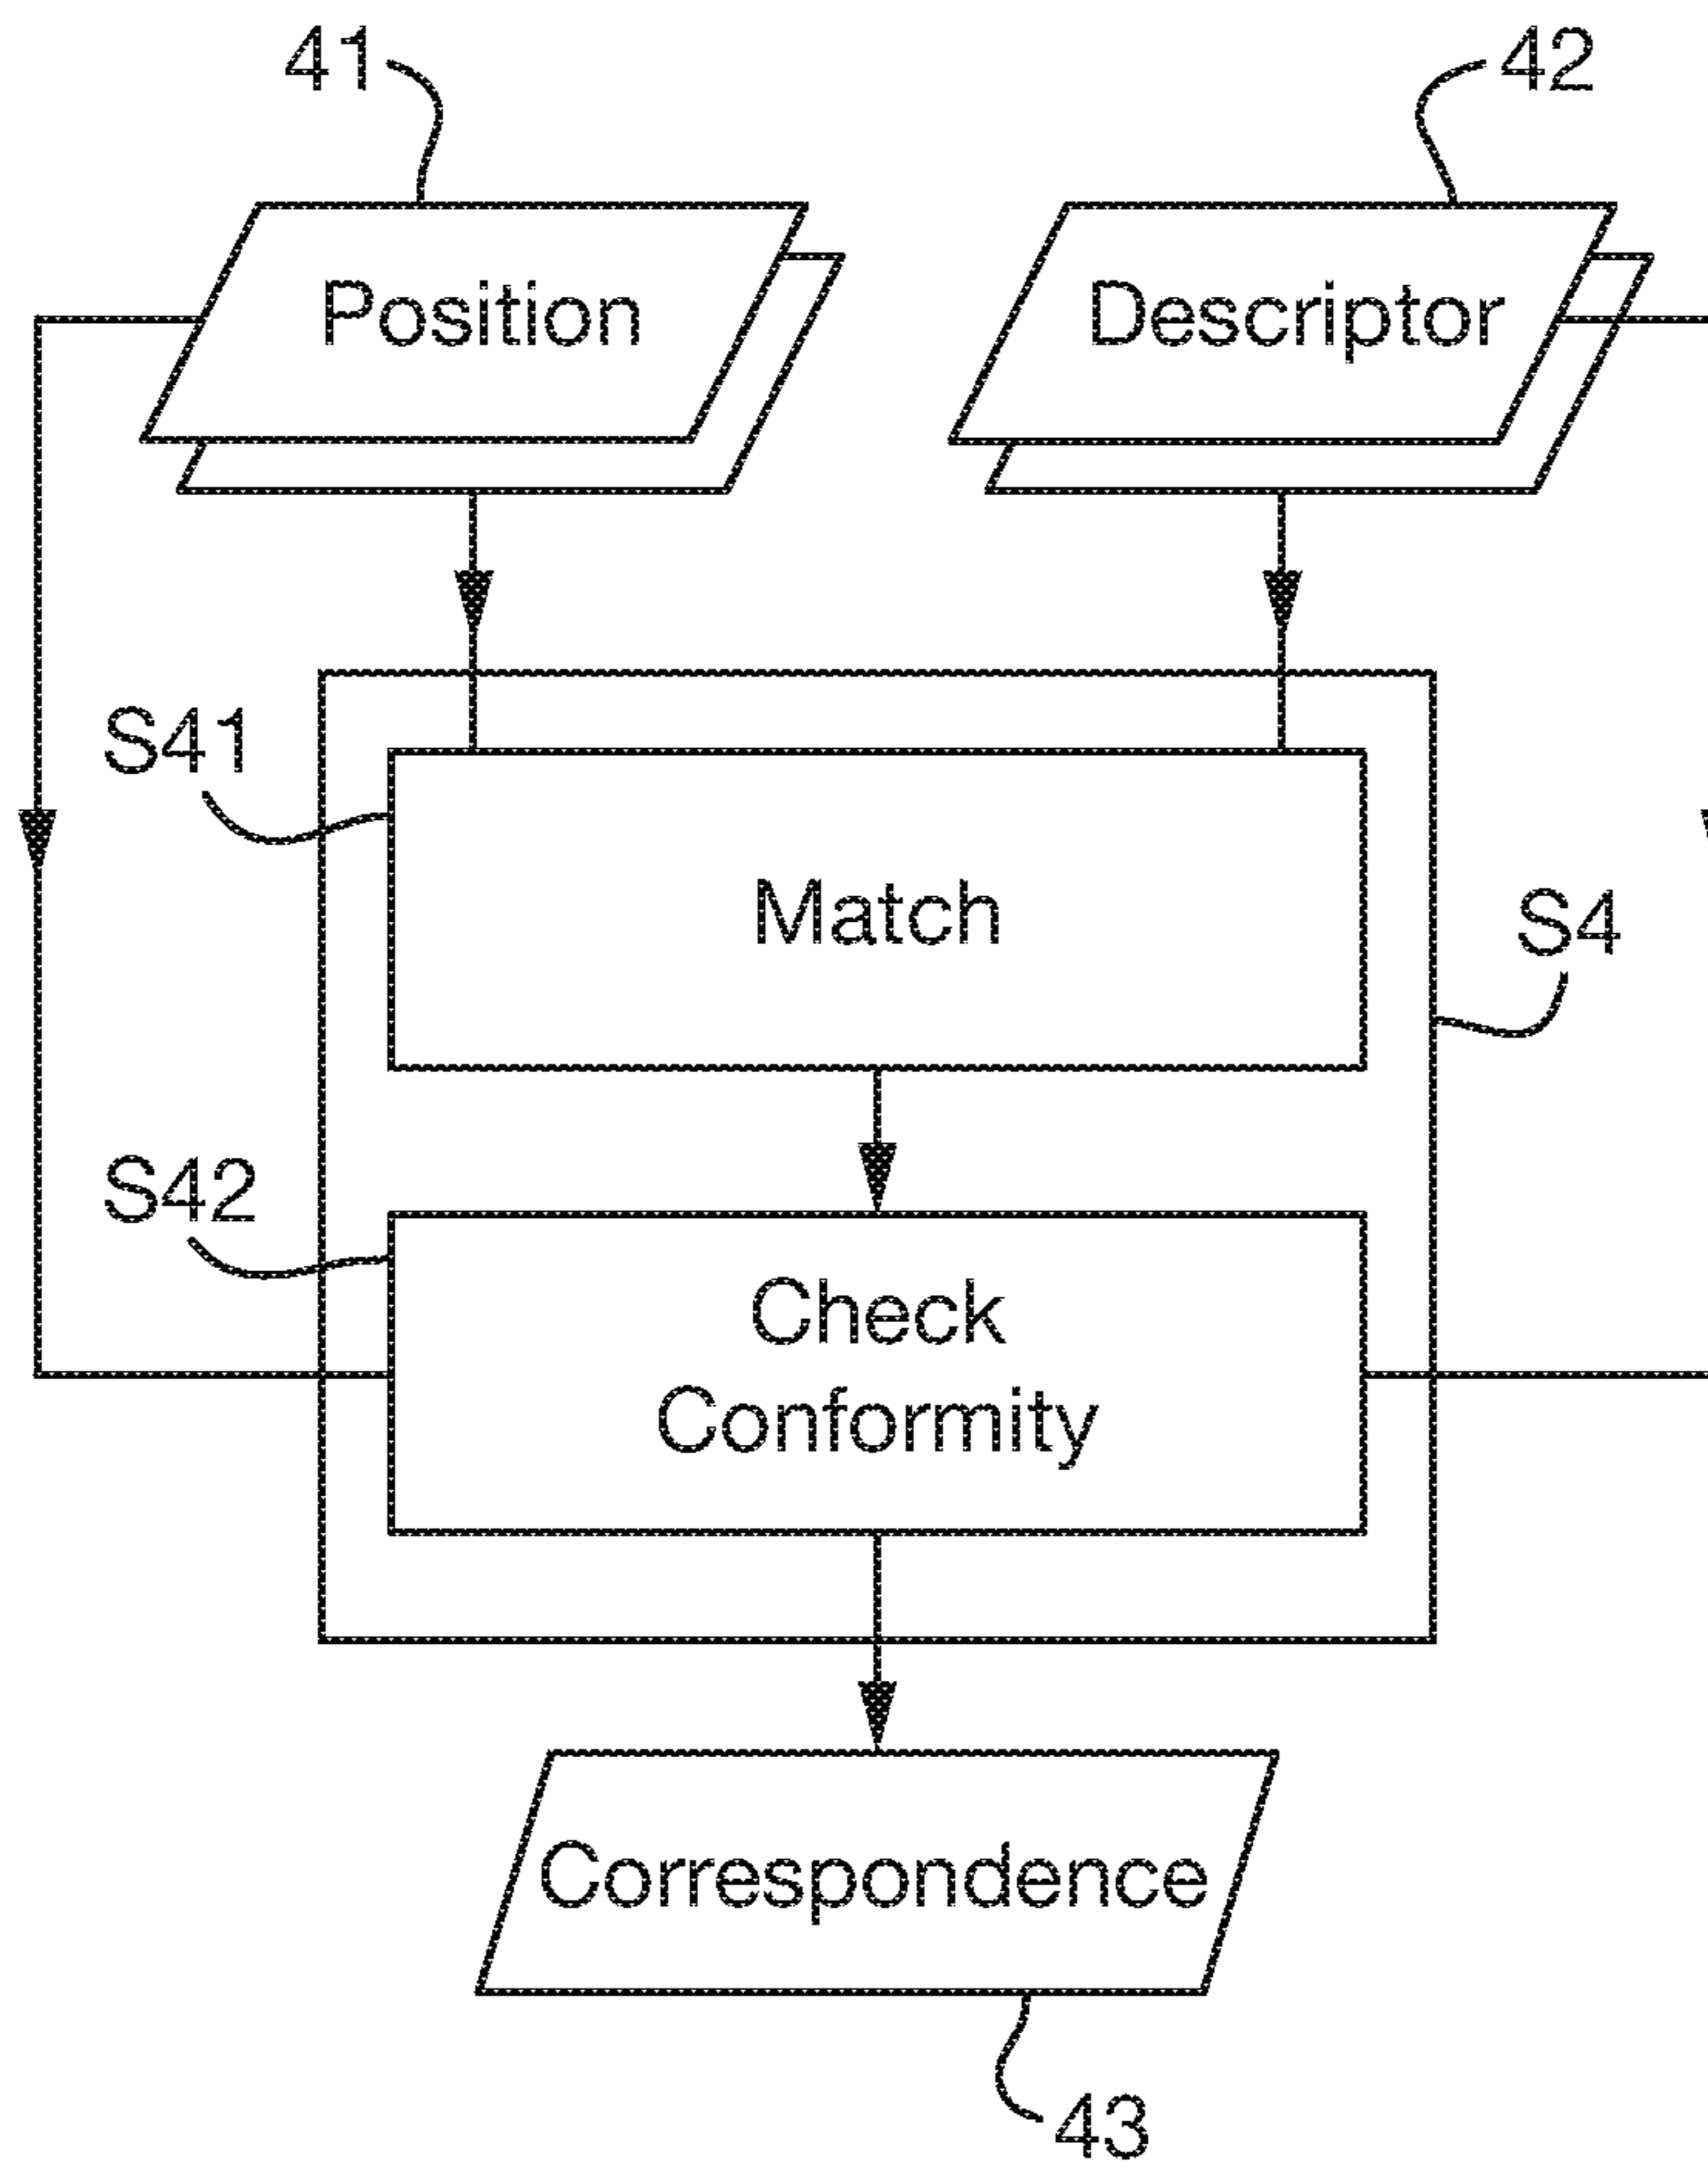 41
42
Position
Descriptor
S41
Match
S4
S42
Check
Conformity
Correspondence
43